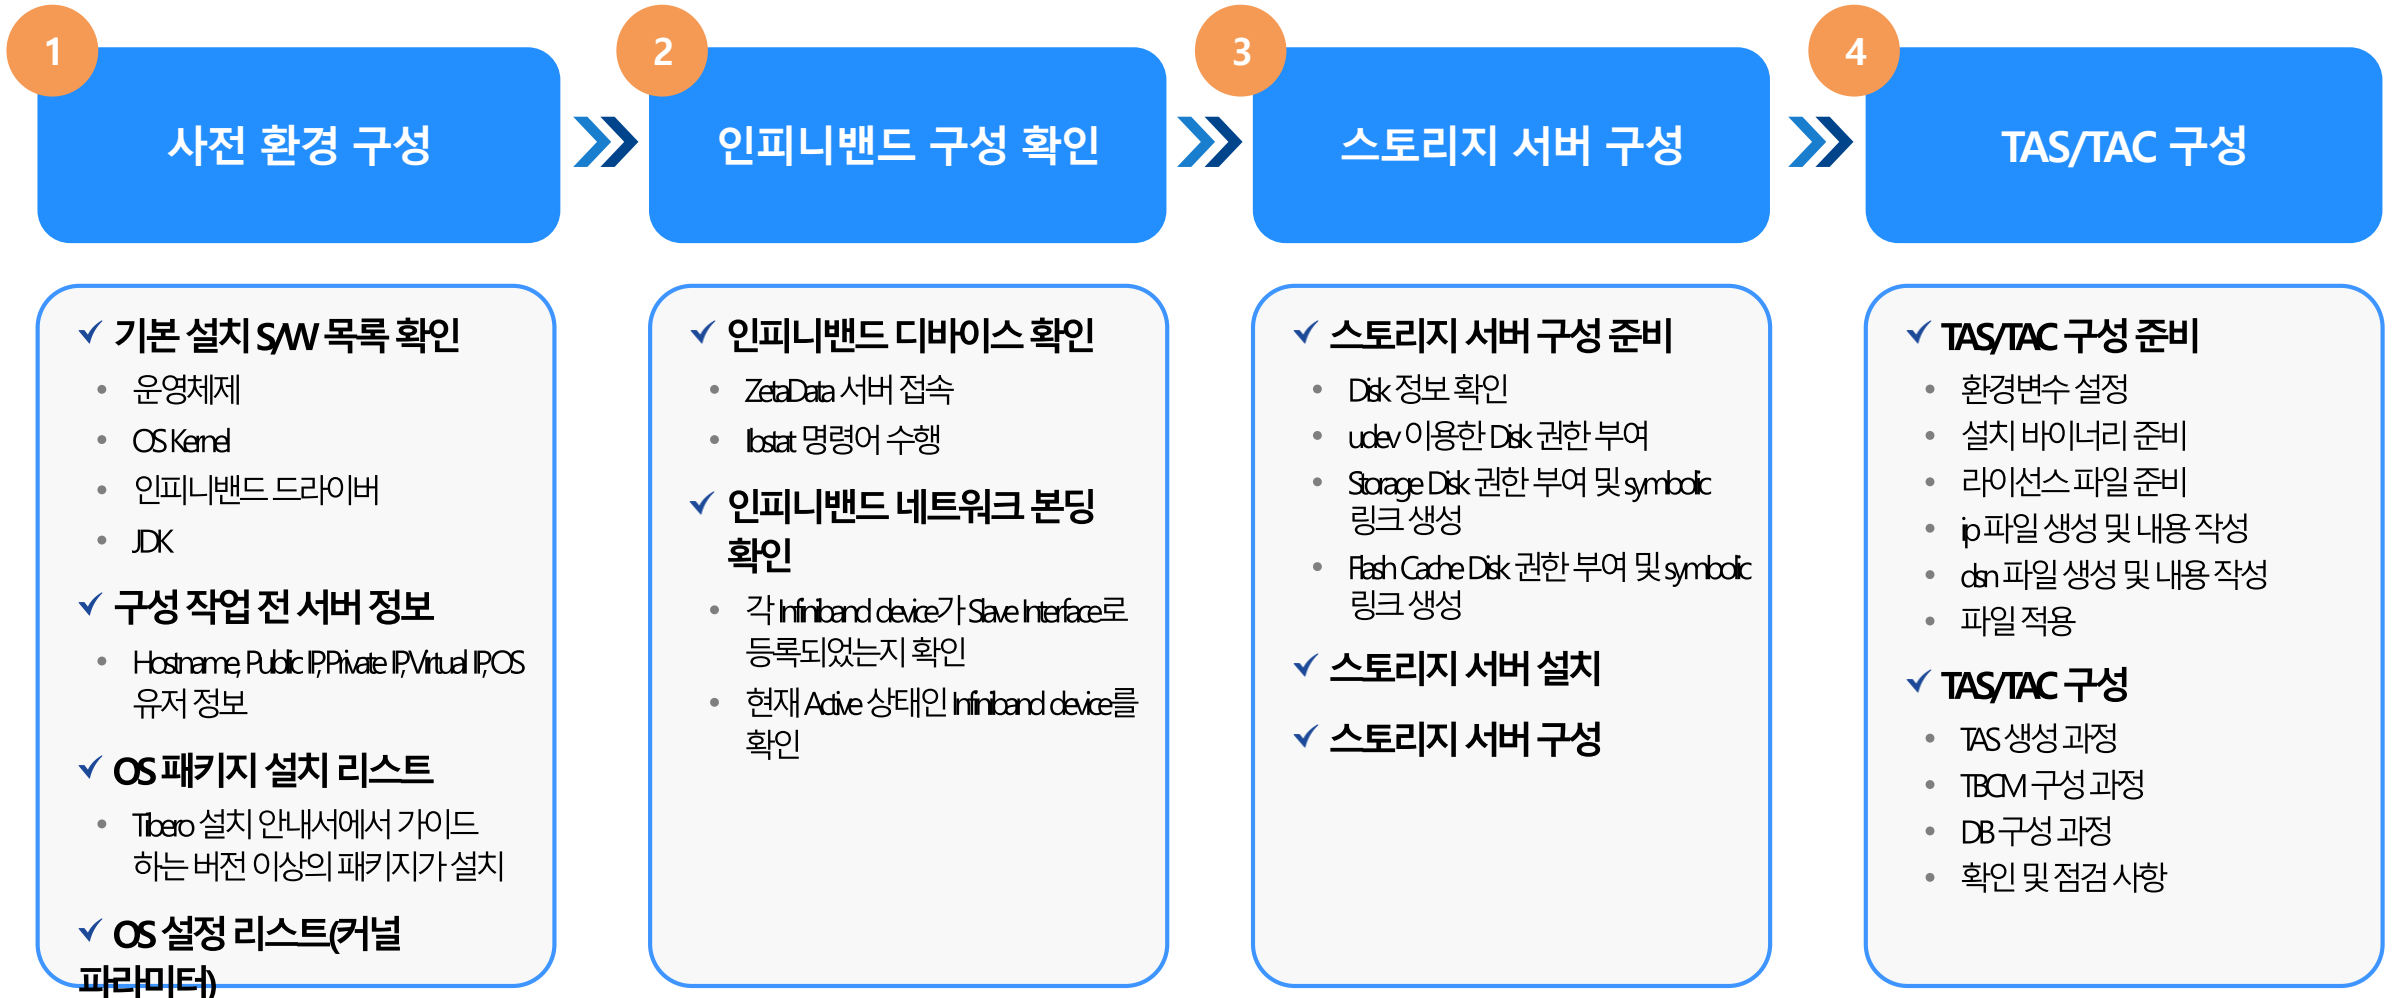 1
사전 환경 구성
2
인피니밴드 구성 확인
3
스토리지 서버 구성
4
TAS/TAC 구성
기본 설치 S/W 목록 확인
운영체제
OS Kernel
인피니밴드 드라이버
JDK
구성 작업 전 서버 정보
Hostname, Public IP, Private IP, Virtual IP, OS
유저 정보
OS 패키지 설치 리스트
Tibero 설치 안내서에서 가이드
하는 버전 이상의 패키지가 설치
OS 설정 리스트(커널
파라미터)
인피니밴드 디바이스 확인
ZetaData 서버 접속
Ibstat 명령어 수행
인피니밴드 네트워크 본딩
확인
각 Infiniband device가 Slave Interface로
등록되었는지 확인
현재 Active 상태인 Infiniband device를
확인
스토리지 서버 구성 준비
Disk 정보 확인
udev 이용한 Disk 권한 부여
Storage Disk 권한 부여 및 symbolic
링크 생성
Flash Cache Disk 권한 부여 및 symbolic
링크 생성
스토리지 서버 설치
스토리지 서버 구성
TAS/TAC 구성 준비
환경변수 설정
설치 바이너리 준비
라이선스 파일 준비
ip 파일 생성 및 내용 작성
dsn 파일 생성 및 내용 작성
파일 적용
TAS/TAC 구성
TAS 생성 과정
TBCM 구성 과정
DB 구성 과정
확인 및 점검 사항